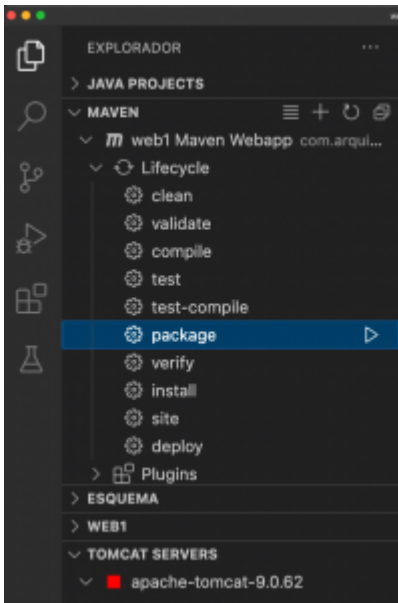 EXPLORADOR
JAVA PROJECTS
MAVEN
m web1 Maven Webapp com.arqui...
Lifecycle
clean
validate
compile
test
test-compile
package
verify
install
site
deploy
Plugins
ESQUEMA
WEB1
TOMCAT SERVERS
apache-tomcat-9.0.62